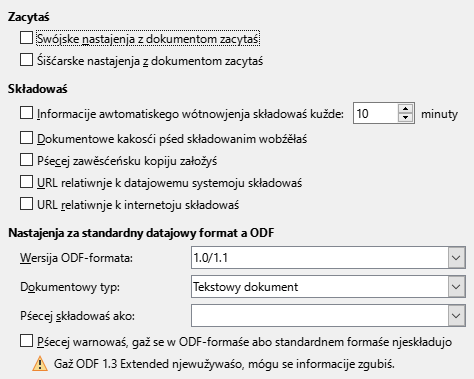 Zacytaś
Swójske nastajenja z dokumentom zacytaś
Śišćarske nastajenja z dokumentom zacytaś
Składowaś
Informacije awtomatiskego wótnowjenja składowaś kužde: 10 minuty
Dokumentowe kakosći pśed składowanim wobźěłaś
Pśecej zawěsćeńsku kopiju załožyś
URL relatiwnje k datajowemu systemoju składowaś
URL relatiwnje k internetoju składowaś
Nastajenja za standardny datajowy format a ODF
Wersija ODF-formata: 1.0/1.1
Dokumentowy typ: Tekstowy dokument
Pśecej składowaś ako:
Pśecej warnowaś, gaž se w ODF-formaśe abo standardnem formaśe njeskładujo
Gaž ODF 1.3 Extended njewužywaśo, mógu se informacije zgubiś.